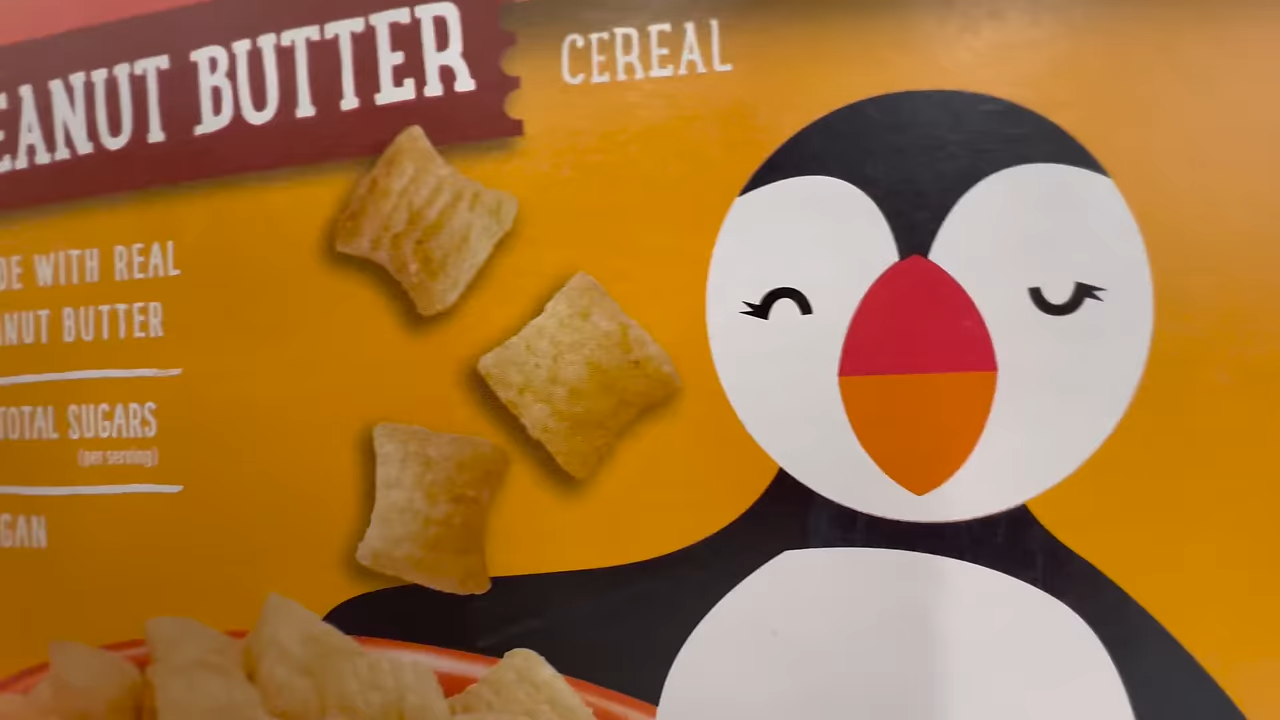 EANUT BUTTER
CEREAL
DE WITH REAL
ANUT BUTTER
TOTAL SUGARS
(per serving)
GAN